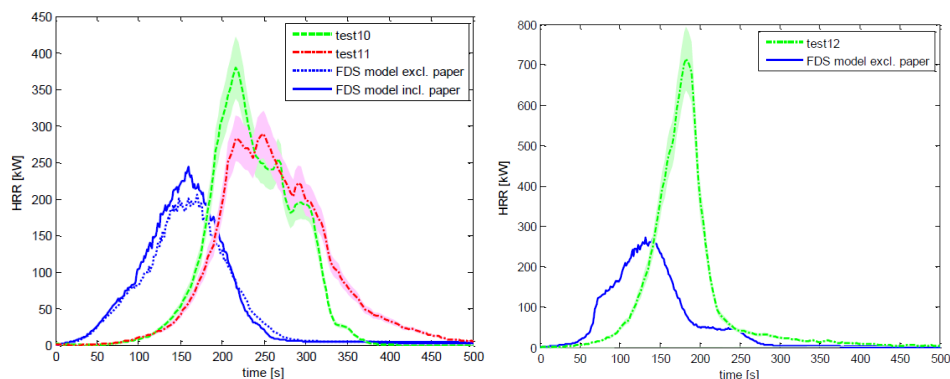 450
400
350
300
250
200
150
100
50
0
HRR [kW]
0 50 100 150 200 250 300 350 400 450 500
time [s]
test10
test11
FDS model excl. paper
FDS model incl. paper
800
700
600
500
400
300
200
100
0
HRR [kW]
0 50 100 150 200 250 300 350 400 450 500
time [s]
test12
FDS model excl. paper